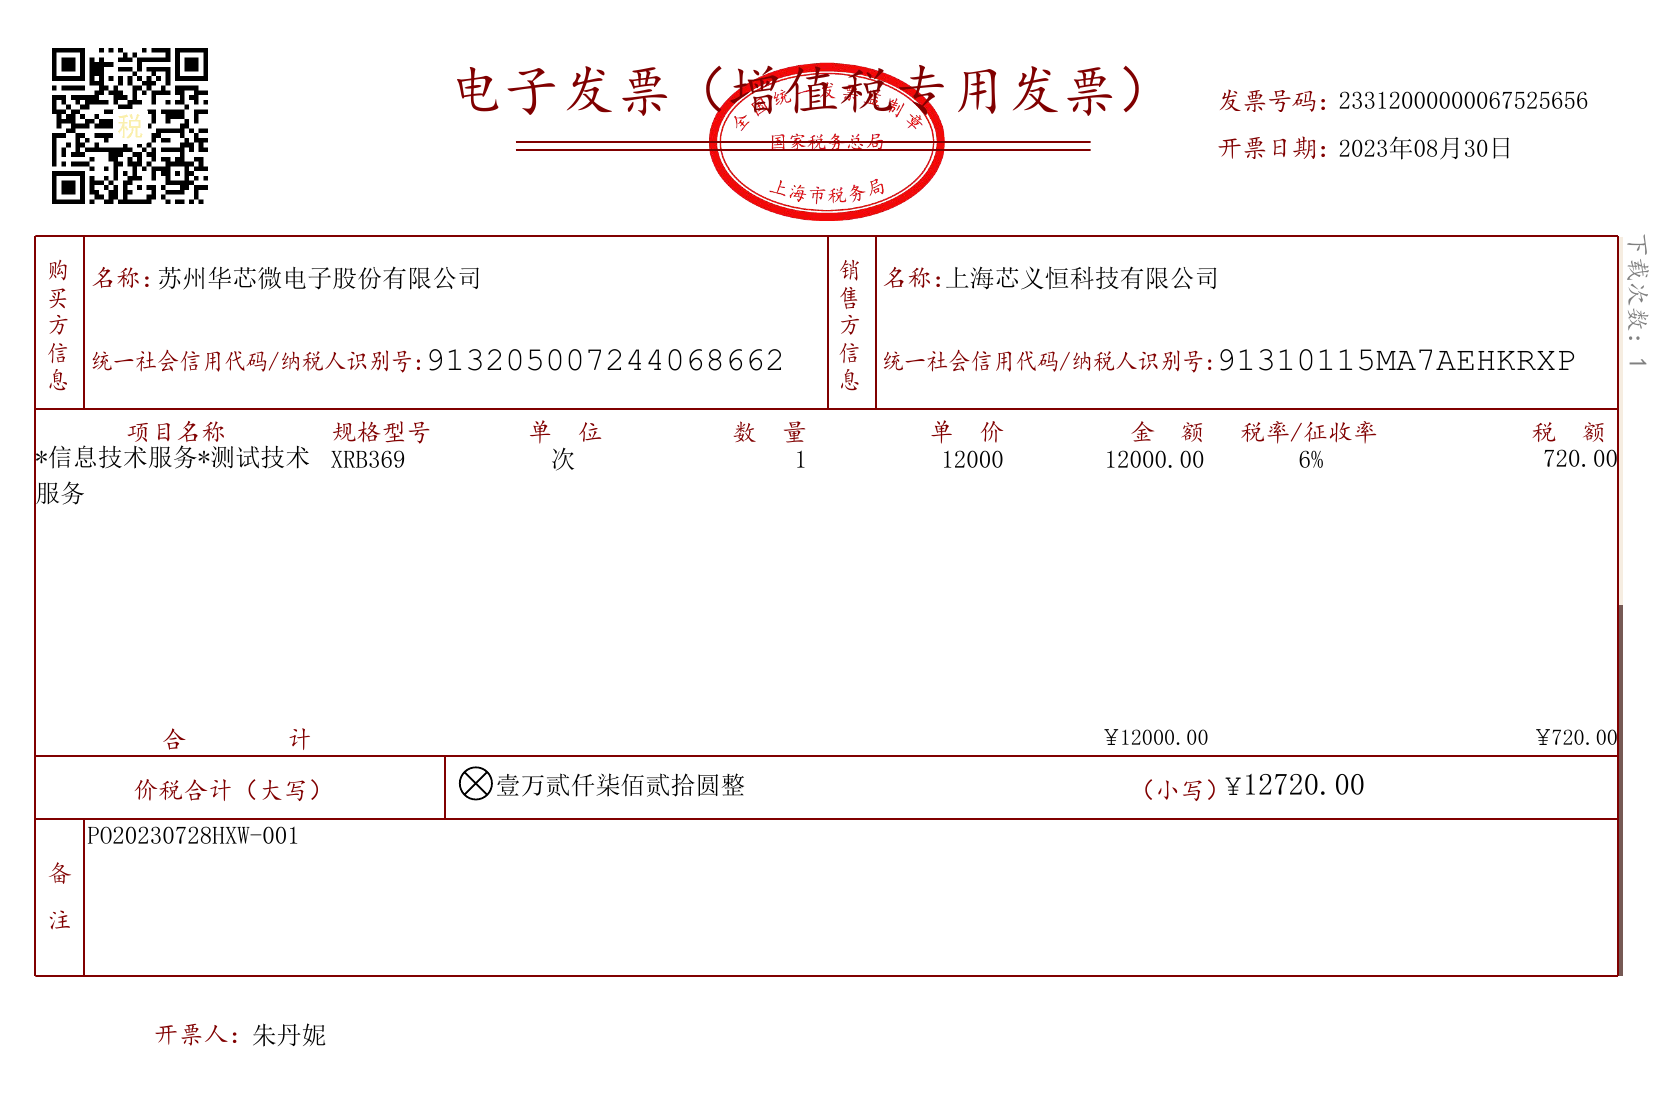 电子发票（增值税专用发票）
全国统一发票监制章
国家税务总局
上海市税务局
税
发票号码：23312000000067525656
开票日期：2023年08月30日
下载次数：1
购买方信息
名称：苏州华芯微电子股份有限公司
统一社会信用代码/纳税人识别号：913205007244068662
销售方信息
名称：上海芯义恒科技有限公司
统一社会信用代码/纳税人识别号：91310115MA7AEHKRXP
项目名称 规格型号 单 位 数 量 单 价 金 额 税率/征收率 税 额
*信息技术服务*测试技术 XRB369 次 1 12000 12000.00 6% 720.00
服务
合 计 ¥12000.00 ¥720.00
价税合计（大写） ⊗壹万贰仟柒佰贰拾圆整 （小写）¥12720.00
备注
PO20230728HXW-001
开票人：朱丹妮